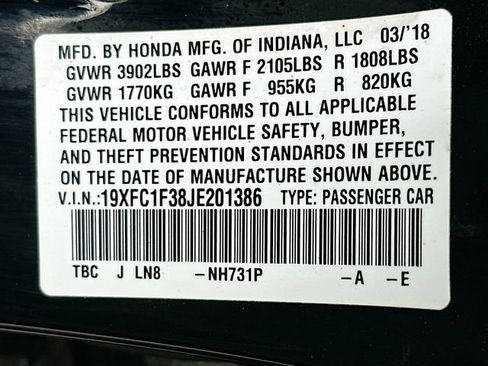 MFD. BY HONDA MFG. OF INDIANA, LLC 03/'18
GVWR 3902LBS GAWR F 2105LBS R 1808LBS
GVWR 1770KG GAWR F 955KG R 820KG
THIS VEHICLE CONFORMS TO ALL APPLICABLE
FEDERAL MOTOR VEHICLE SAFETY, BUMPER,
AND THEFT PREVENTION STANDARDS IN EFFECT
ON THE DATE OF MANUFACTURE SHOWN ABOVE.
V.I.N.:19XFC1F38JE201386 TYPE: PASSENGER CAR
TBC J LN8 -NH731P -A -E